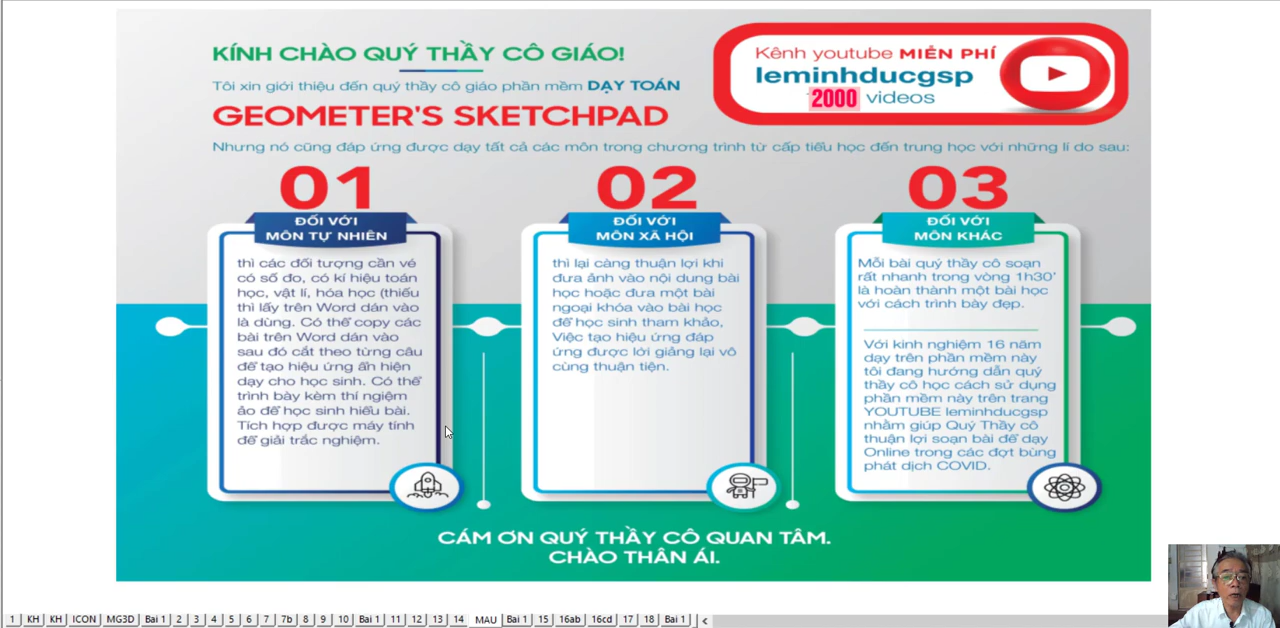 KÍNH CHÀO QUÝ THẦY CÔ GIÁO!
Tôi xin giới thiệu đến quý thầy cô giáo phần mềm DẠY TOÁN
GEOMETER'S SKETCHPAD
Nhưng nó cũng đáp ứng được dạy tất cả các môn trong chương trình từ cấp tiểu học đến trung học với những lí do sau:
Kênh youtube MIỄN PHÍ
leminhducgsp
2000 videos
01
ĐỐI VỚI
MÔN TỰ NHIÊN
thì các đối tượng cần vẽ
có số đo, có kí hiệu toán
học, vật lí, hóa học (thiếu
thì lấy trên Word dán vào
là dùng. Có thể copy các
bài trên Word dán vào
sau đó cắt theo từng câu
để tạo hiệu ứng ẩn hiện
dạy cho học sinh. Có thể
trình bày kèm thí ngiệm
ảo để học sinh hiểu bài.
Tích hợp được máy tính
để giải trắc nghiệm.
02
ĐỐI VỚI
MÔN XÃ HỘI
thì lại càng thuận lợi khi
đưa ảnh vào nội dung bài
học hoặc đưa một bài
ngoại khóa vào bài học
để học sinh tham khảo,
Việc tạo hiệu ứng đáp
ứng được lời giảng lại vô
cùng thuận tiện.
03
ĐỐI VỚI
MÔN KHÁC
Mỗi bài quý thầy cô soạn
rất nhanh trong vòng 1h30'
là hoàn thành một bài học
với cách trình bày đẹp.
Với kinh nghiệm 16 năm
dạy trên phần mềm này
tôi đang hướng dẫn quý
thầy cô học cách sử dụng
phần mềm này trên trang
YOUTUBE leminhducgsp
nhằm giúp Quý Thầy cô
thuận lợi soạn bài để dạy
Online trong các đợt bùng
phát dịch COVID.
CÁM ƠN QUÝ THẦY CÔ QUAN TÂM.
CHÀO THÂN ÁI.
1 KH KH ICON MG3D Bai 1 2 3 4 5 6 7 7b 8 9 10 Bai 1 11 12 13 14 MAU Bai 1 15 16ab 16cd 17 18 Bai 1